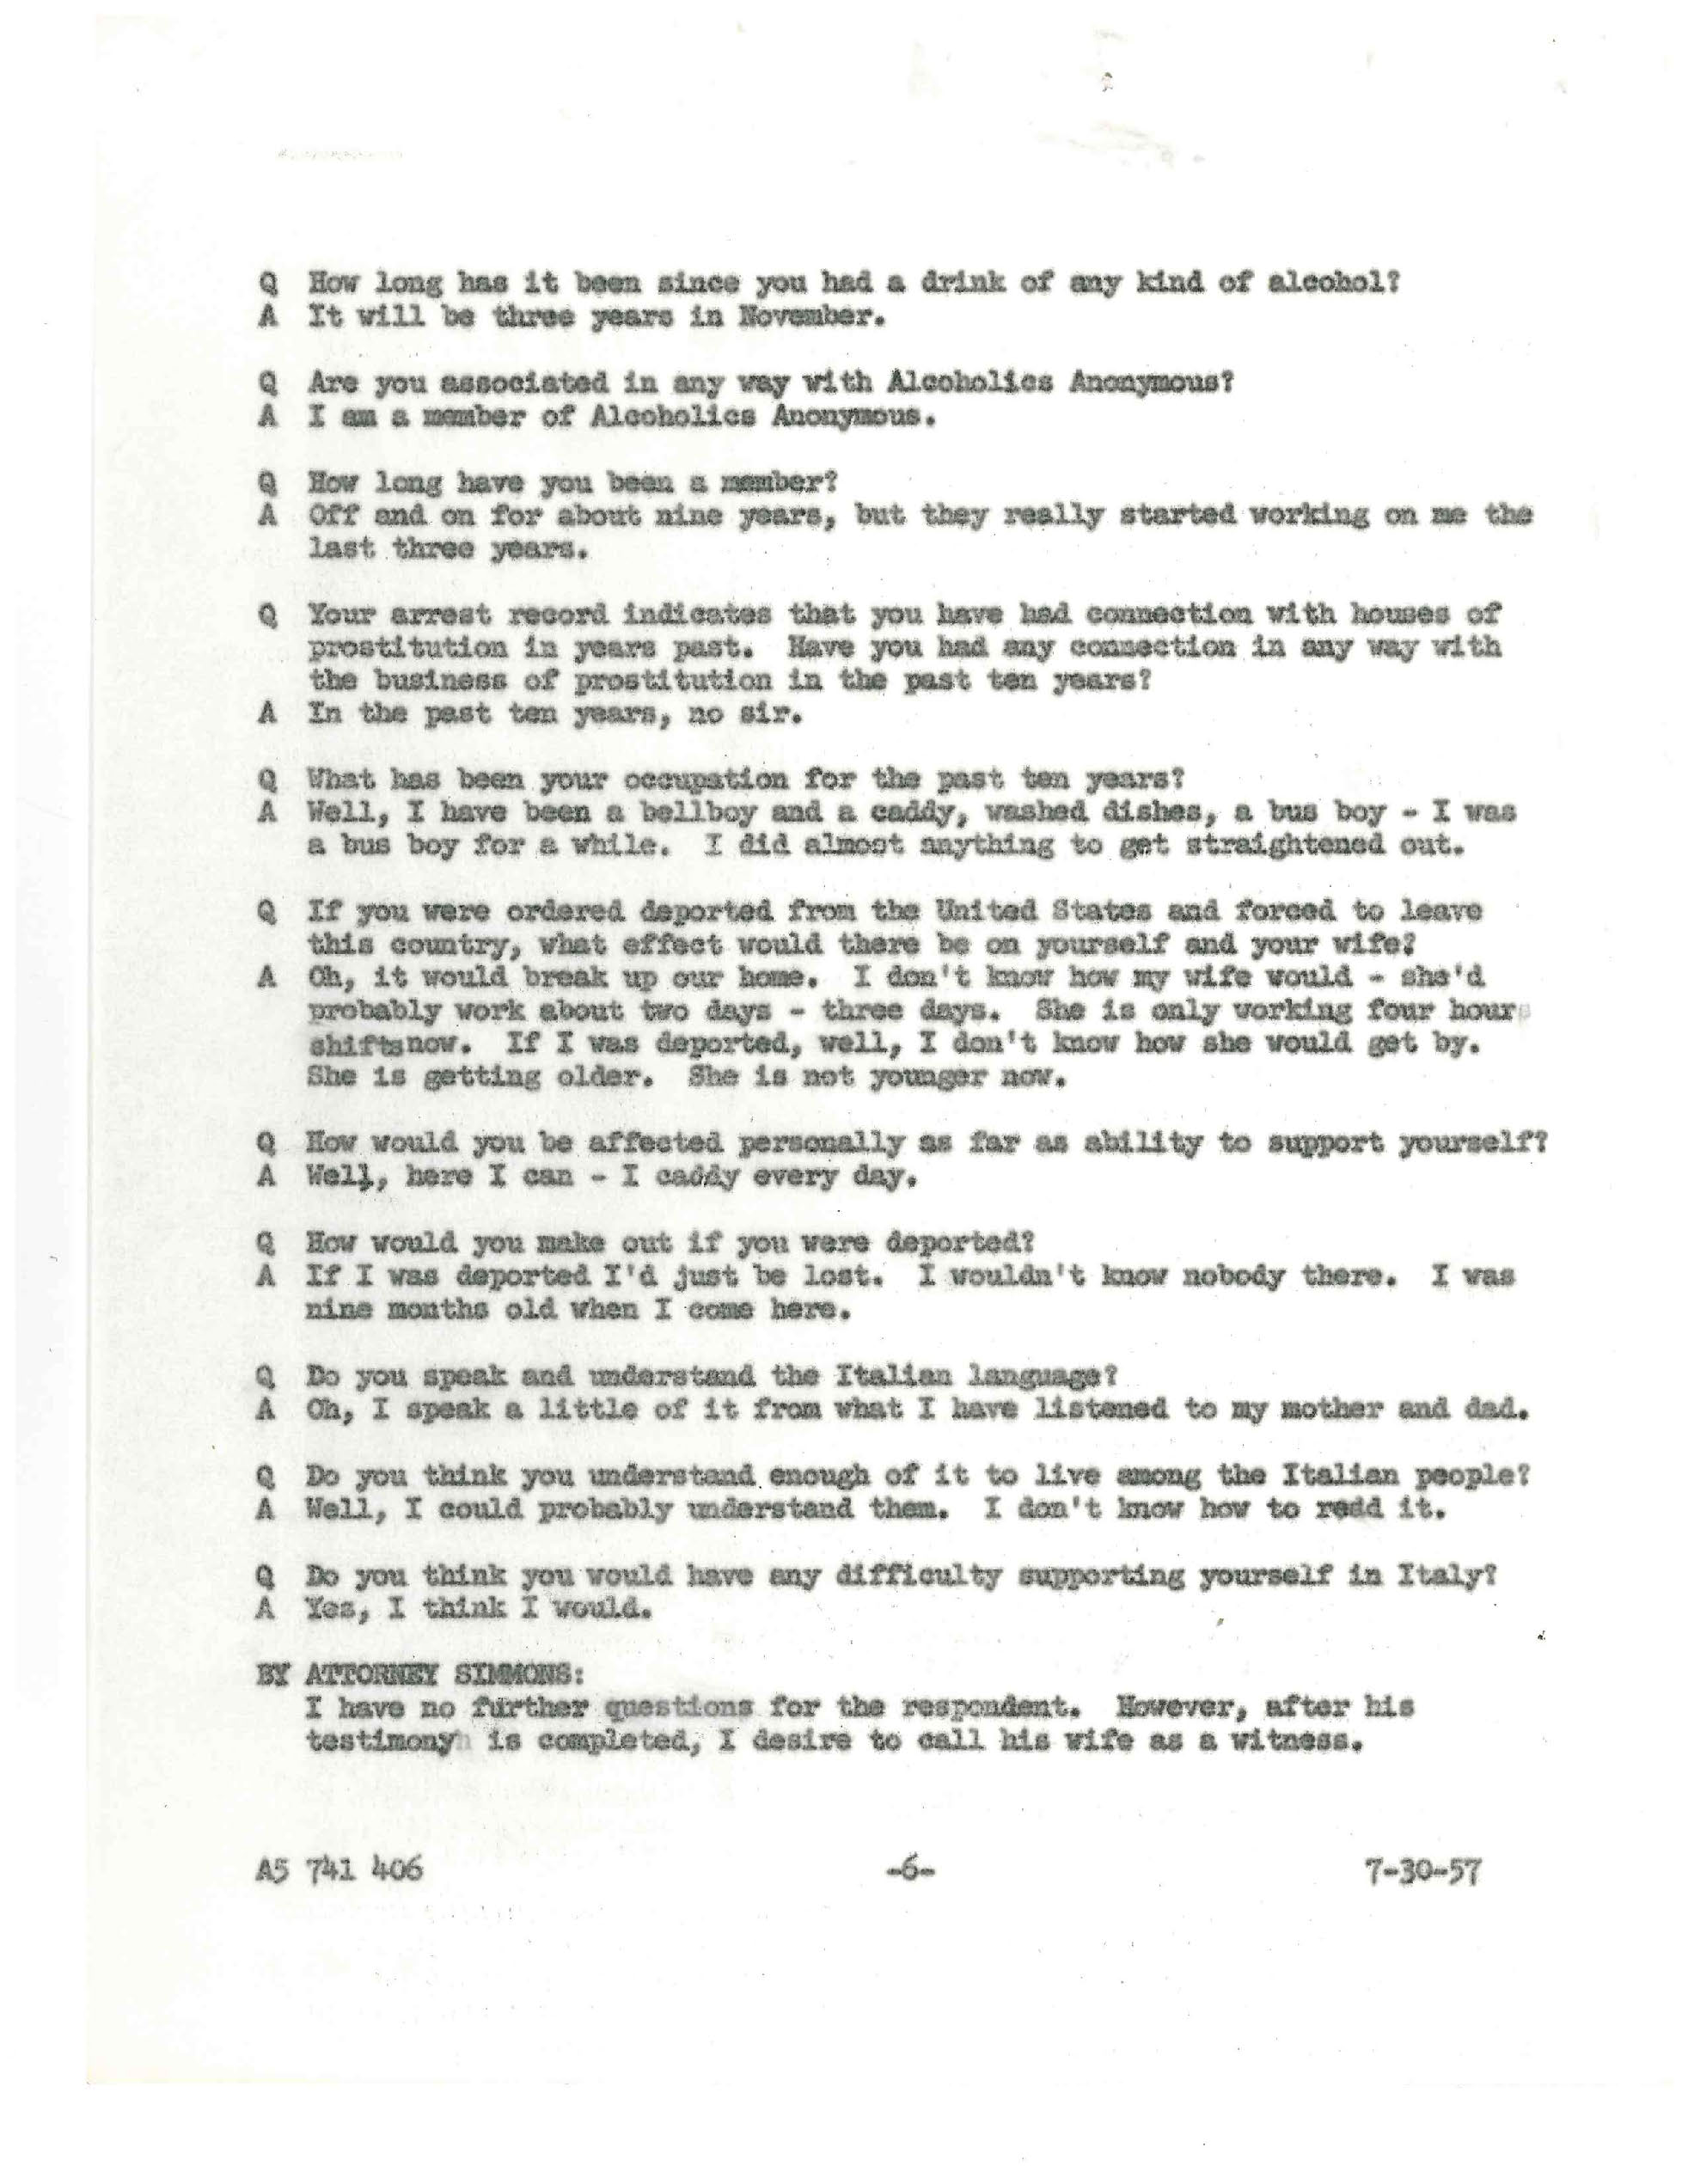 Q How long has it been since you had a drink of any kind of alcohol?
A It will be three years in November.
Q Are you associated in any way with Alcoholics Anonymous?
A I am a member of Alcoholics Anonymous.
Q How long have you been a member?
A Off and on for about nine years, but they really started working on me the
last three years.
Q Your arrest record indicates that you have had connection with houses of
prostitution in years past. Have you had any connection in any way with
the business of prostitution in the past ten years?
A In the past ten years, no sir.
Q What has been your occupation for the past ten years?
A Well, I have been a bellboy and a caddy, washed dishes, a bus boy - I was
a bus boy for a while. I did almost anything to get straightened out.
Q If you were ordered deported from the United States and forced to leave
this country, what effect would there be on yourself and your wife?
A Oh, it would break up our home. I don't know how my wife would - she'd
probably work about two days - three days. She is only working four hour
shiftsnow. If I was deported, well, I don't know how she would get by.
She is getting older. She is not younger now.
Q How would you be affected personally as far as ability to support yourself?
A Well, here I can - I caddy every day.
Q How would you make out if you were deported?
A If I was deported I'd just be lost. I wouldn't know nobody there. I was
nine months old when I come here.
Q Do you speak and understand the Italian language?
A Oh, I speak a little of it from what I have listened to my mother and dad.
Q Do you think you understand enough of it to live among the Italian people?
A Well, I could probably understand them. I don't know how to redd it.
Q Do you think you would have any difficulty supporting yourself in Italy?
A Yes, I think I would.
BY ATTORNEY SIMMONS:
I have no further questions for the respondent. However, after his
testimony is completed, I desire to call his wife as a witness.
A5 741 406 -6- 7-30-57